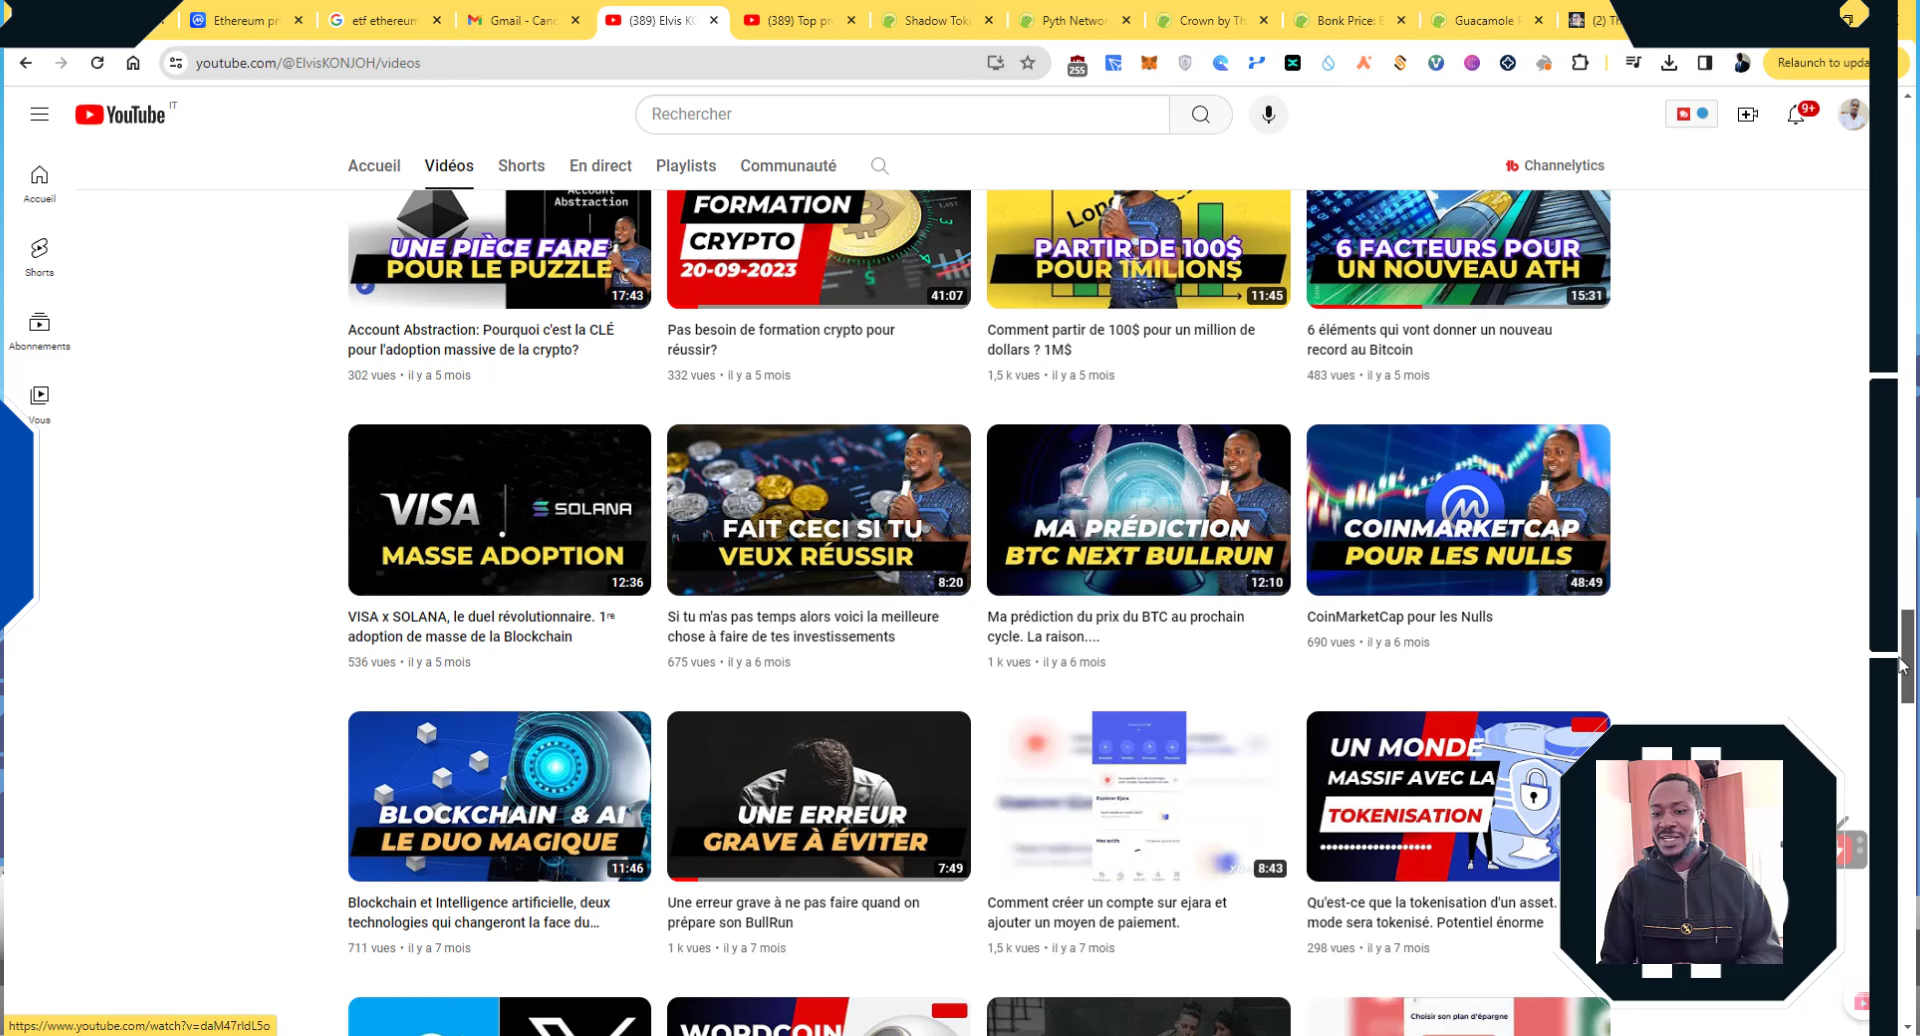 Ethereum pri
etf ethereum
Gmail - Canc
(389) Elvis KO
(389) Top pr
Shadow Tok
Pyth Networ
Crown by Th
Bonk Price:
Guacamole
(2) Th
youtube.com/@ElvisKONJOH/videos
255
Relaunch to upda
YouTube IT
Rechercher
9+
Accueil
Vidéos
Shorts
En direct
Playlists
Communauté
Channelytics
Accueil
Shorts
Abonnements
Vous
Account
Abstraction
UNE PIÈCE FARE
POUR LE PUZZLE
17:43
FORMATION
CRYPTO
20-09-2023
41:07
PARTIR DE 100$
POUR 1MILION$
11:45
6 FACTEURS POUR
UN NOUVEAU ATH
15:31
Account Abstraction: Pourquoi c'est la CLÉ
pour l'adoption massive de la crypto?
302 vues • il y a 5 mois
Pas besoin de formation crypto pour
réussir?
332 vues • il y a 5 mois
Comment partir de 100$ pour un million de
dollars ? 1M$
1,5 k vues • il y a 5 mois
6 éléments qui vont donner un nouveau
record au Bitcoin
483 vues • il y a 5 mois
VISA | SOLANA
MASSE ADOPTION
12:36
FAIT CECI SI TU
VEUX RÉUSSIR
8:20
MA PRÉDICTION
BTC NEXT BULLRUN
12:10
COINMARKETCAP
POUR LES NULLS
48:49
VISA x SOLANA, le duel révolutionnaire. 1ʳᵉ
adoption de masse de la Blockchain
536 vues • il y a 5 mois
Si tu m'as pas temps alors voici la meilleure
chose à faire de tes investissements
675 vues • il y a 6 mois
Ma prédiction du prix du BTC au prochain
cycle. La raison....
1 k vues • il y a 6 mois
CoinMarketCap pour les Nulls
690 vues • il y a 6 mois
BLOCKCHAIN & AI
LE DUO MAGIQUE
11:46
UNE ERREUR
GRAVE À ÉVITER
7:49
8:43
UN MONDE
MASSIF AVEC LA
TOKENISATION
Blockchain et Intelligence artificielle, deux
technologies qui changeront la face du...
711 vues • il y a 7 mois
Une erreur grave à ne pas faire quand on
prépare son BullRun
1 k vues • il y a 7 mois
Comment créer un compte sur ejara et
ajouter un moyen de paiement.
1,5 k vues • il y a 7 mois
Qu'est-ce que la tokenisation d'un asset.
mode sera tokenisé. Potentiel énorme
298 vues • il y a 7 mois
WORDCOIN
Choisir son plan d'épargne
https://www.youtube.com/watch?v=daM47rIdL5o